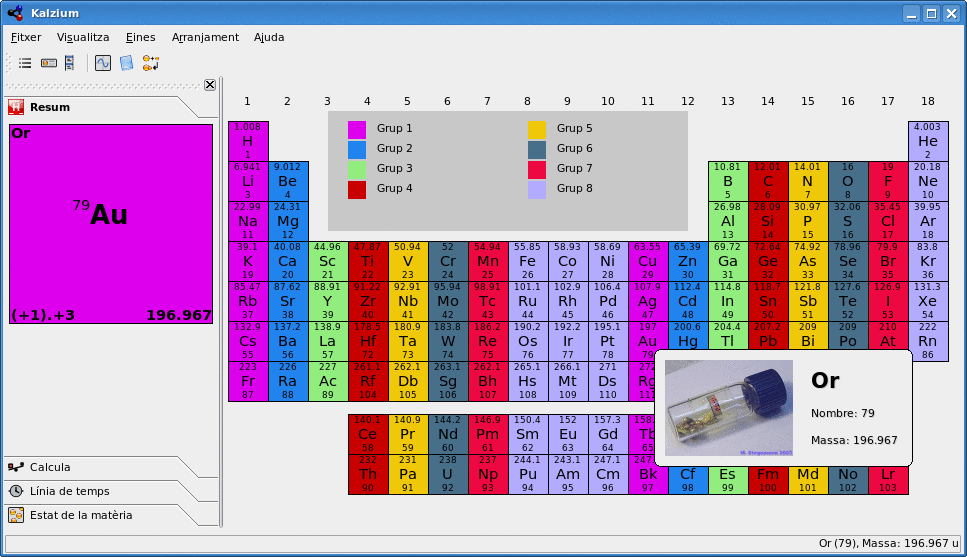 Kalzium
Fitxer Visualitza Eines Arranjament Ajuda
Resum
Or
79Au
(+1).+3 196.967
Calcula
Línia de temps
Estat de la matèria
1 2 3 4 5 6 7 8 9 10 11 12 13 14 15 16 17 18
Grup 1 Grup 5
Grup 2 Grup 6
Grup 3 Grup 7
Grup 4 Grup 8
1.008 4.003
H He
1 2
6.941 9.012 10.81 12.01 14.01 16 19 20.18
Li Be B C N O F Ne
3 4 5 6 7 8 9 10
22.99 24.31 26.98 28.09 30.97 32.06 35.45 39.95
Na Mg Al Si P S Cl Ar
11 12 13 14 15 16 17 18
39.1 40.08 44.96 47.87 50.94 52 54.94 55.85 58.93 58.69 63.55 65.39 69.72 72.64 74.92 78.96 79.9 83.8
K Ca Sc Ti V Cr Mn Fe Co Ni Cu Zn Ga Ge As Se Br Kr
19 20 21 22 23 24 25 26 27 28 29 30 31 32 33 34 35 36
85.47 87.62 88.91 91.22 92.91 95.94 98.91 101.1 102.9 106.4 107.9 112.4 114.8 118.7 121.8 127.6 126.9 131.3
Rb Sr Y Zr Nb Mo Tc Ru Rh Pd Ag Cd In Sn Sb Te I Xe
37 38 39 40 41 42 43 44 45 46 47 48 49 50 51 52 53 54
132.9 137.2 138.9 178.5 180.9 183.8 186.2 190.2 192.2 195.1 197 200.6 204.4 207.2 209 209 210 222
Cs Ba La Hf Ta W Re Os Ir Pt Au Hg Tl Pb Bi Po At Rn
55 56 57 72 73 74 75 76 77 78 79 86
223 226 227 261.1 262.1 263.1 262.1 265.1 266.1 271
Fr Ra Ac Rf Db Sg Bh Hs Mt DS Rg
87 88 89 104 105 106 107 108 109 110
140.1 140.9 144.2 146.9 150.4 152 157.3
Ce Pr Nd Pm Sm Eu Gd Tb
58 59 60 61 62 63 64
232 231 238 237 244.1 243.1 247.1
Th Pa U Np Pu Am Cm Bk Cf Es Fm Md No Lr
90 91 92 93 94 95 96 97 98 99 100 101 102 103
Or
Nombre: 79
Massa: 196.967
Or (79), Massa: 196.967 u